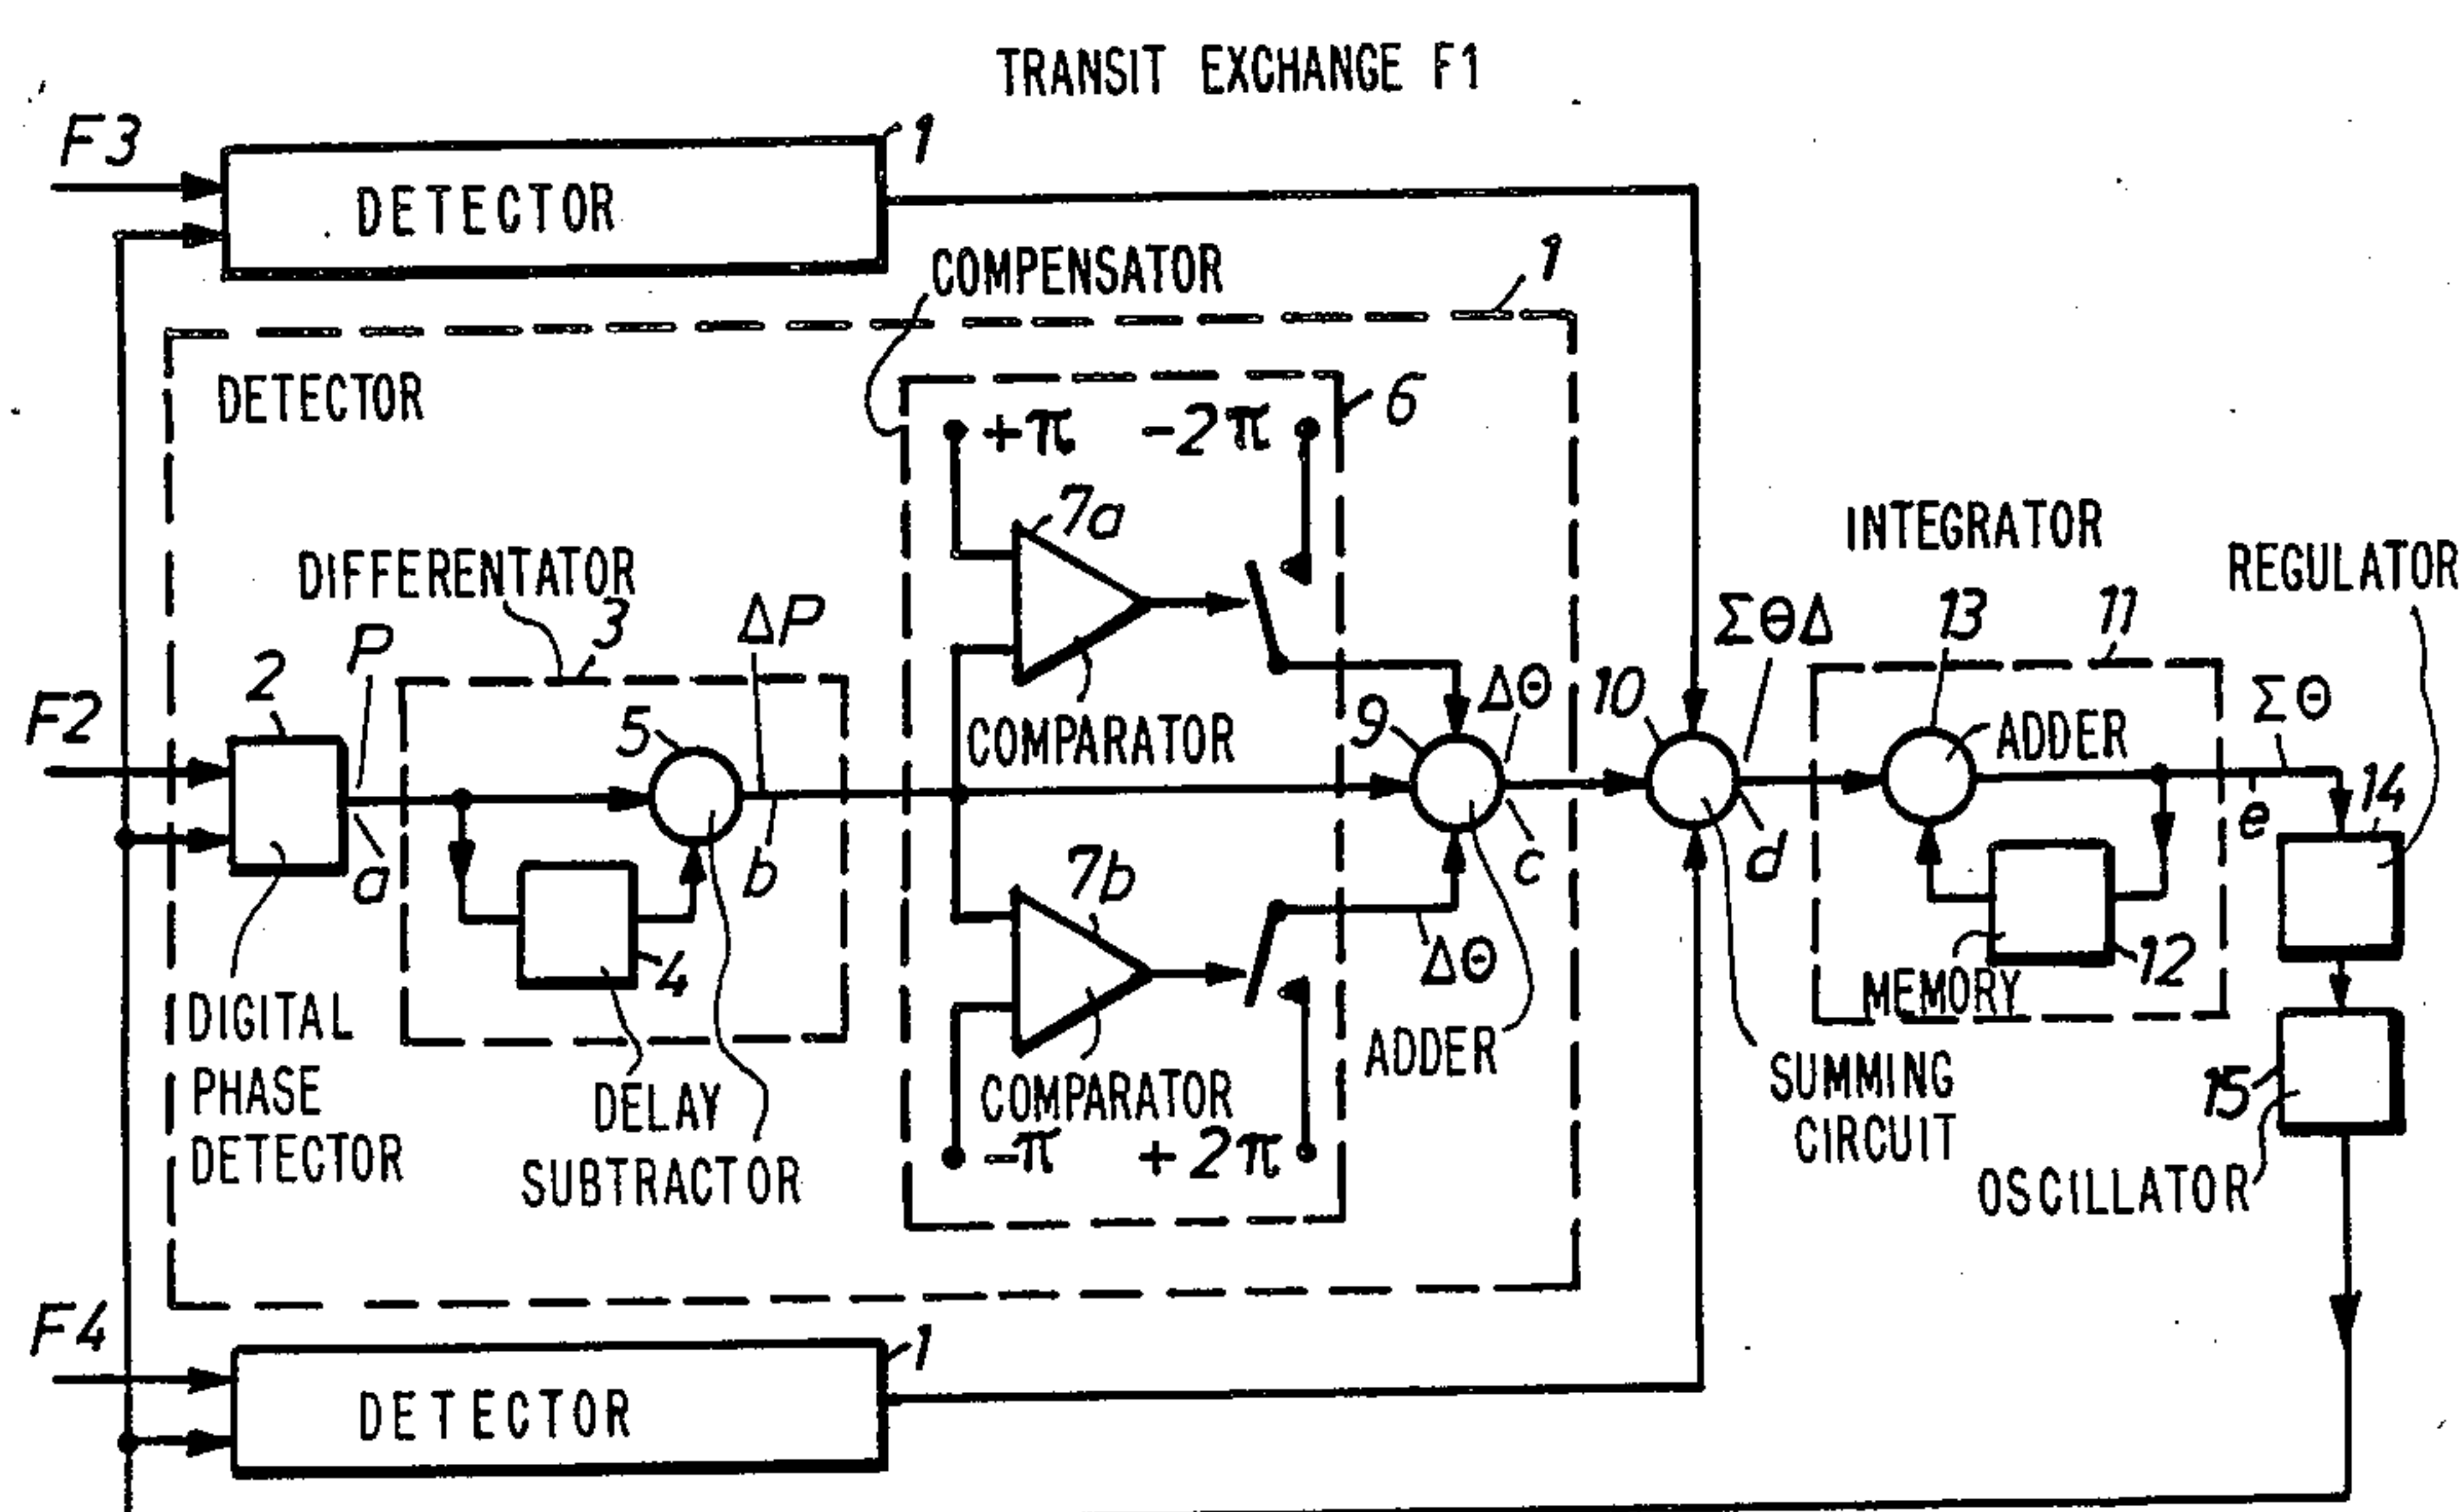 TRANSIT EXCHANGE F1
F3
1
DETECTOR
COMPENSATOR
1
DETECTOR
6
+π -2π
7a
INTEGRATOR
REGULATOR
DIFFERENTATOR
3
ΔP
P
2
F2
5
COMPARATOR
9
ΔΘ
10
ΣΘΔ
13
11
ADDER
ΣΘ
14
a
b
c
d
e
4
7b
ΔΘ
MEMORY
12
DIGITAL
PHASE
DETECTOR
DELAY
SUBTRACTOR
COMPARATOR
-π +2π
ADDER
SUMMING
CIRCUIT
15
OSCILLATOR
F4
1
DETECTOR